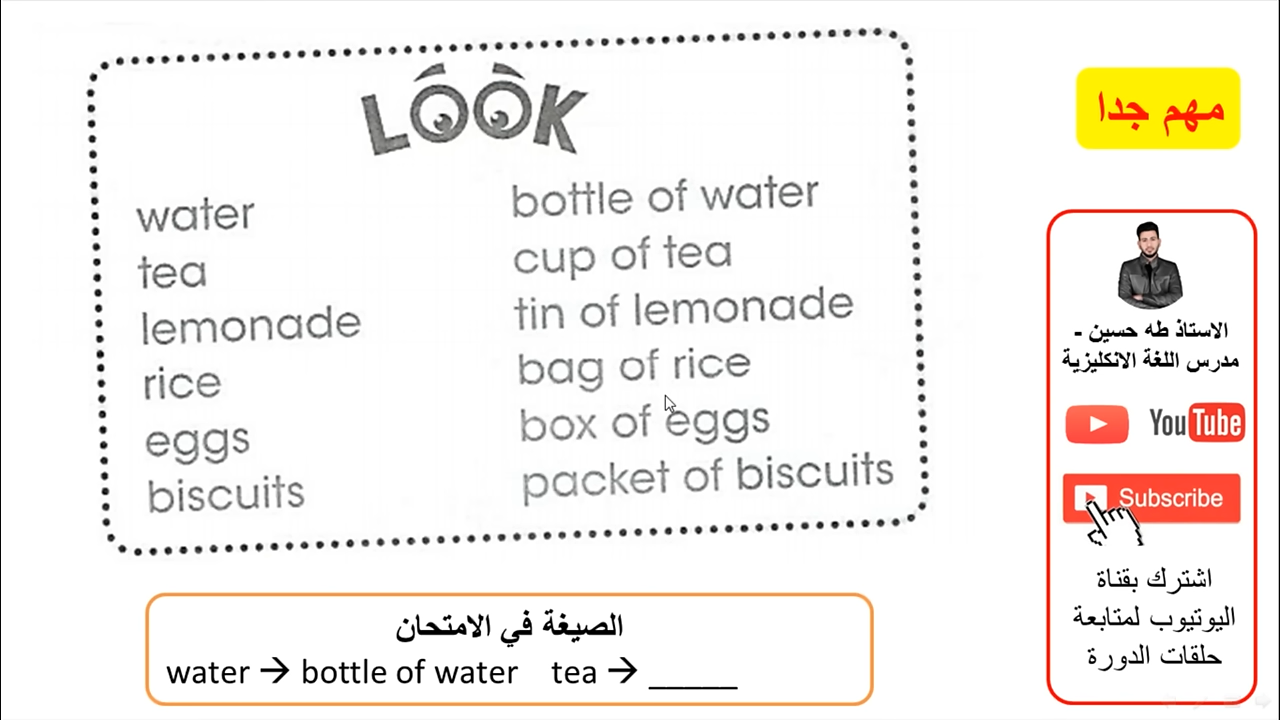 LOOK
water bottle of water
tea cup of tea
lemonade tin of lemonade
rice bag of rice
eggs box of eggs
biscuits packet of biscuits
الصيغة في الامتحان
water → bottle of water tea → _____
مهم جدا
الاستاذ طه حسين -
مدرس اللغة الانكليزية
YouTube
Subscribe
اشترك بقناة
اليوتيوب لمتابعة
حلقات الدورة